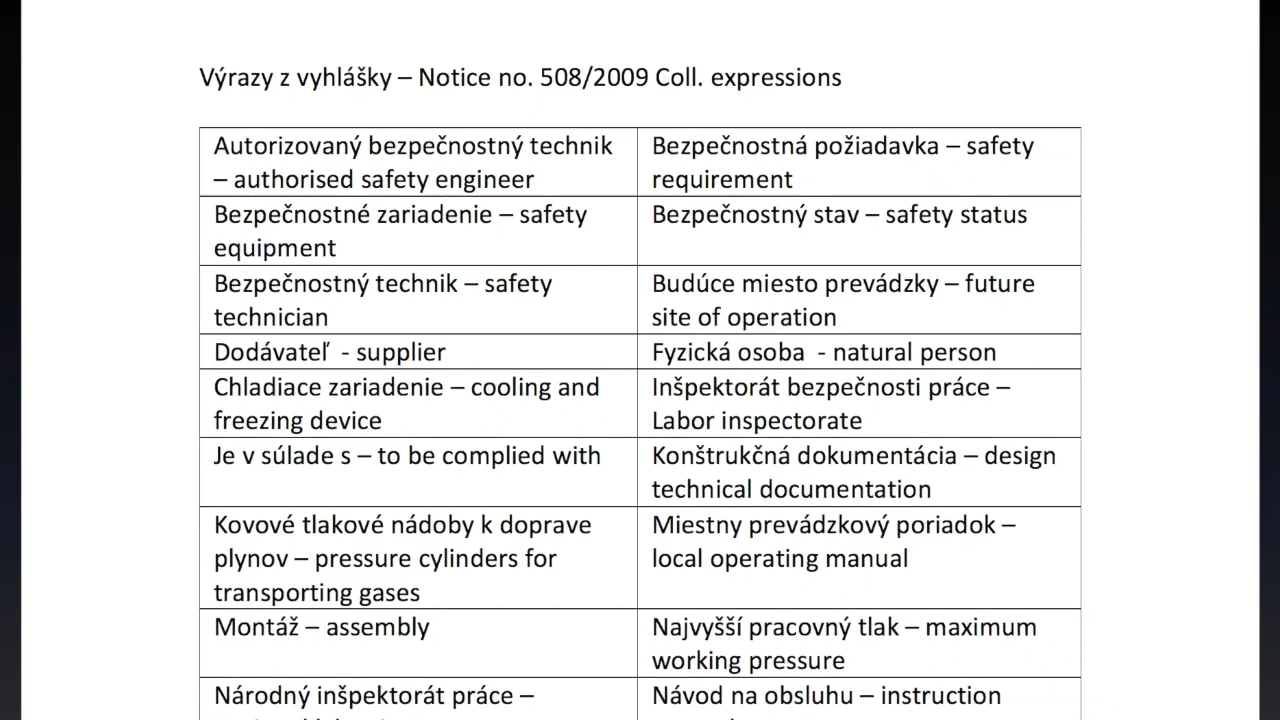 Výrazy z vyhlášky – Notice no. 508/2009 Coll. expressions
Autorizovaný bezpečnostný technik
– authorised safety engineer
Bezpečnostná požiadavka – safety
requirement
Bezpečnostné zariadenie – safety
equipment
Bezpečnostný stav – safety status
Bezpečnostný technik – safety
technician
Budúce miesto prevádzky – future
site of operation
Dodávateľ  - supplier
Fyzická osoba  - natural person
Chladiace zariadenie – cooling and
freezing device
Inšpektorát bezpečnosti práce –
Labor inspectorate
Je v súlade s – to be complied with
Konštrukčná dokumentácia – design
technical documentation
Kovové tlakové nádoby k doprave
plynov – pressure cylinders for
transporting gases
Miestny prevádzkový poriadok –
local operating manual
Montáž – assembly
Najvyšší pracovný tlak – maximum
working pressure
Národný inšpektorát práce –
Návod na obsluhu – instruction